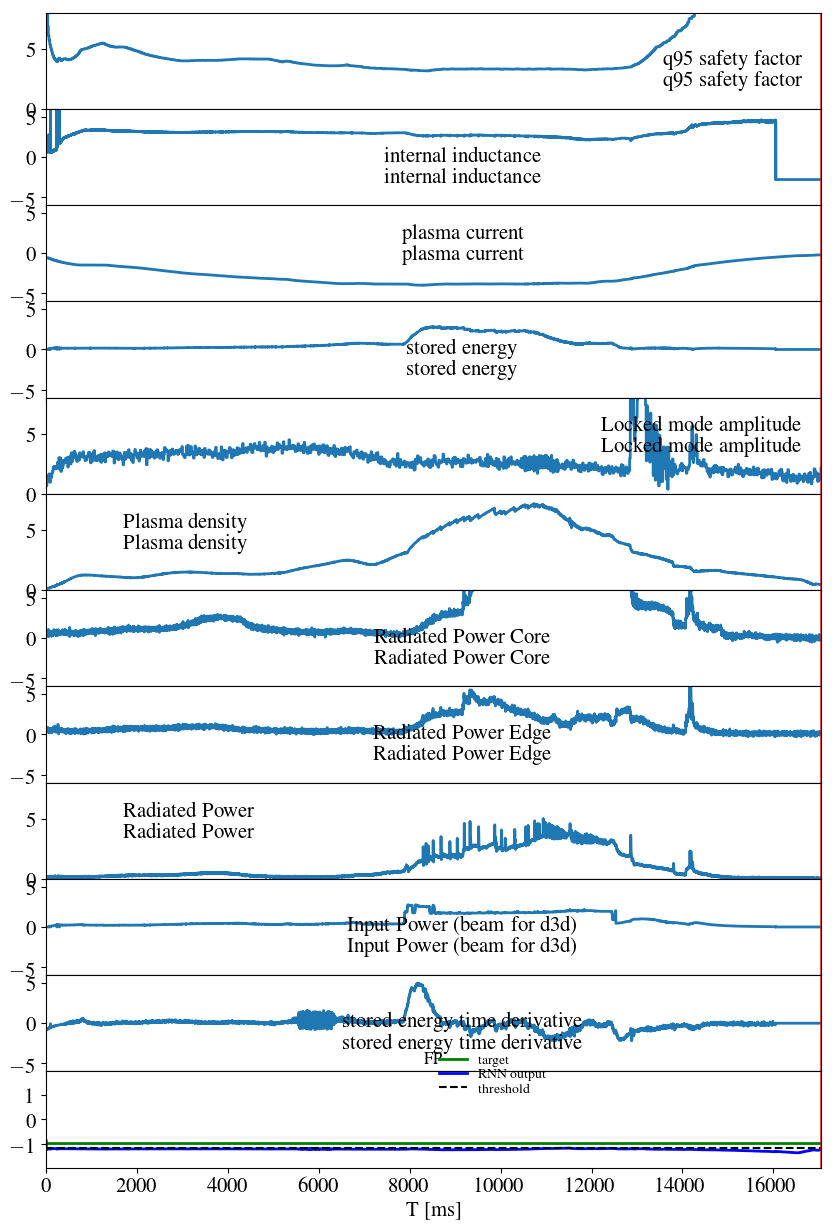 5
q95 safety factor
q95 safety factor
0
5
internal inductance
0
internal inductance
−5
5
plasma current
0
plasma current
−5
5
stored energy
0
stored energy
−5
Locked mode amplitude
5
Locked mode amplitude
0
Plasma density
5
Plasma density
0
5
Radiated Power Core
0
Radiated Power Core
−5
5
Radiated Power Edge
0
Radiated Power Edge
−5
Radiated Power
5
Radiated Power
0
5
Input Power (beam for d3d)
0
Input Power (beam for d3d)
−5
5
stored energy time derivative
0
stored energy time derivative
−5
FP
target
RNN output
threshold
1
0
−1
0 2000 4000 6000 8000 10000 12000 14000 16000
T [ms]